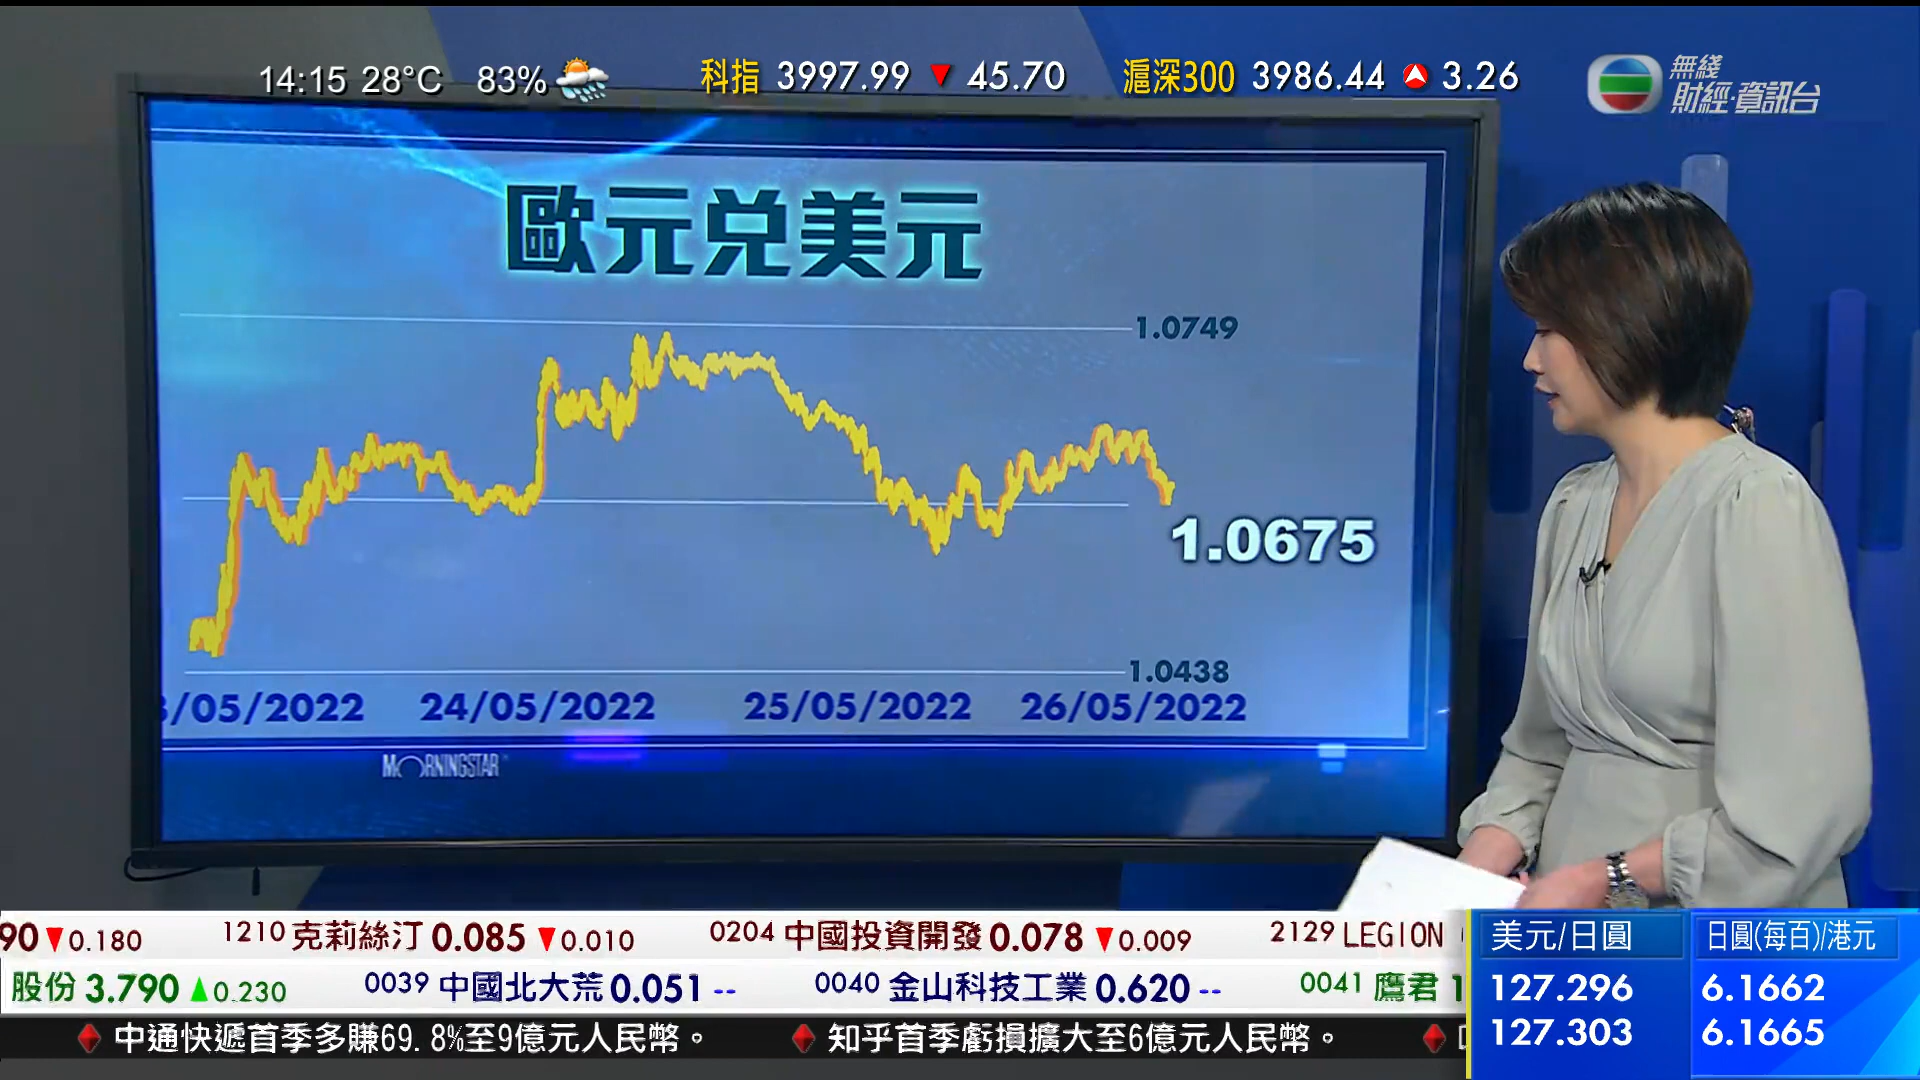 14:15 28°C 83%
科指 3997.99 ▼ 45.70 滬深300 3986.44 ▲ 3.26
無綫
財經·資訊台
歐元兌美元
1.0749
1.0675
1.0438
/05/2022 24/05/2022 25/05/2022 26/05/2022
MORNINGSTAR
90 ▼0.180 1210 克莉絲汀 0.085 ▼0.010 0204 中國投資開發 0.078 ▼0.009 2129 LEGION
股份 3.790 ▲0.230 0039 中國北大荒 0.051 -- 0040 金山科技工業 0.620 -- 0041 鷹君 1
中通快遞首季多賺69.8%至9億元人民幣。 知乎首季虧損擴大至6億元人民幣。
美元/日圓 日圓(每百)/港元
127.296 6.1662
127.303 6.1665